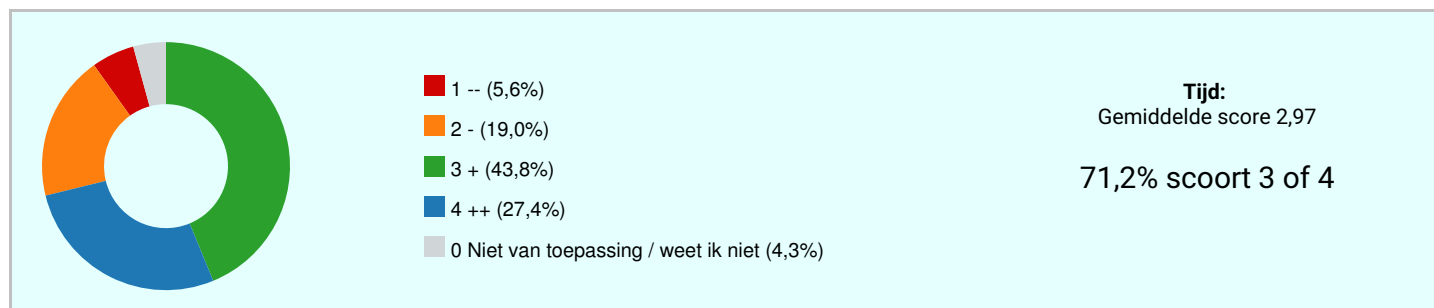 1 -- (5,6%)
2 - (19,0%)
3 + (43,8%)
4 ++ (27,4%)
0 Niet van toepassing / weet ik niet (4,3%)
Tijd:
Gemiddelde score 2,97
71,2% scoort 3 of 4